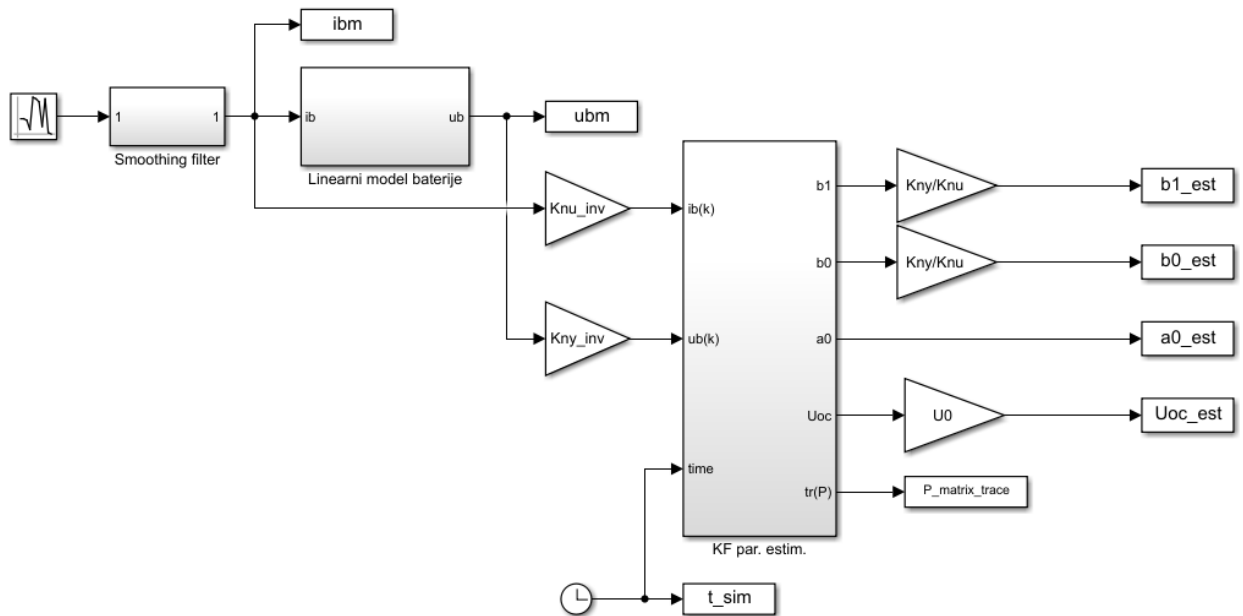 ibm
1
1
Smoothing filter
ib
ub
Linearni model baterije
ubm
Knu_inv
Kny_inv
ib(k)
ub(k)
time
b1
b0
a0
Uoc
tr(P)
KF par. estim.
Kny/Knu
Kny/Knu
U0
b1_est
b0_est
a0_est
Uoc_est
P_matrix_trace
t_sim